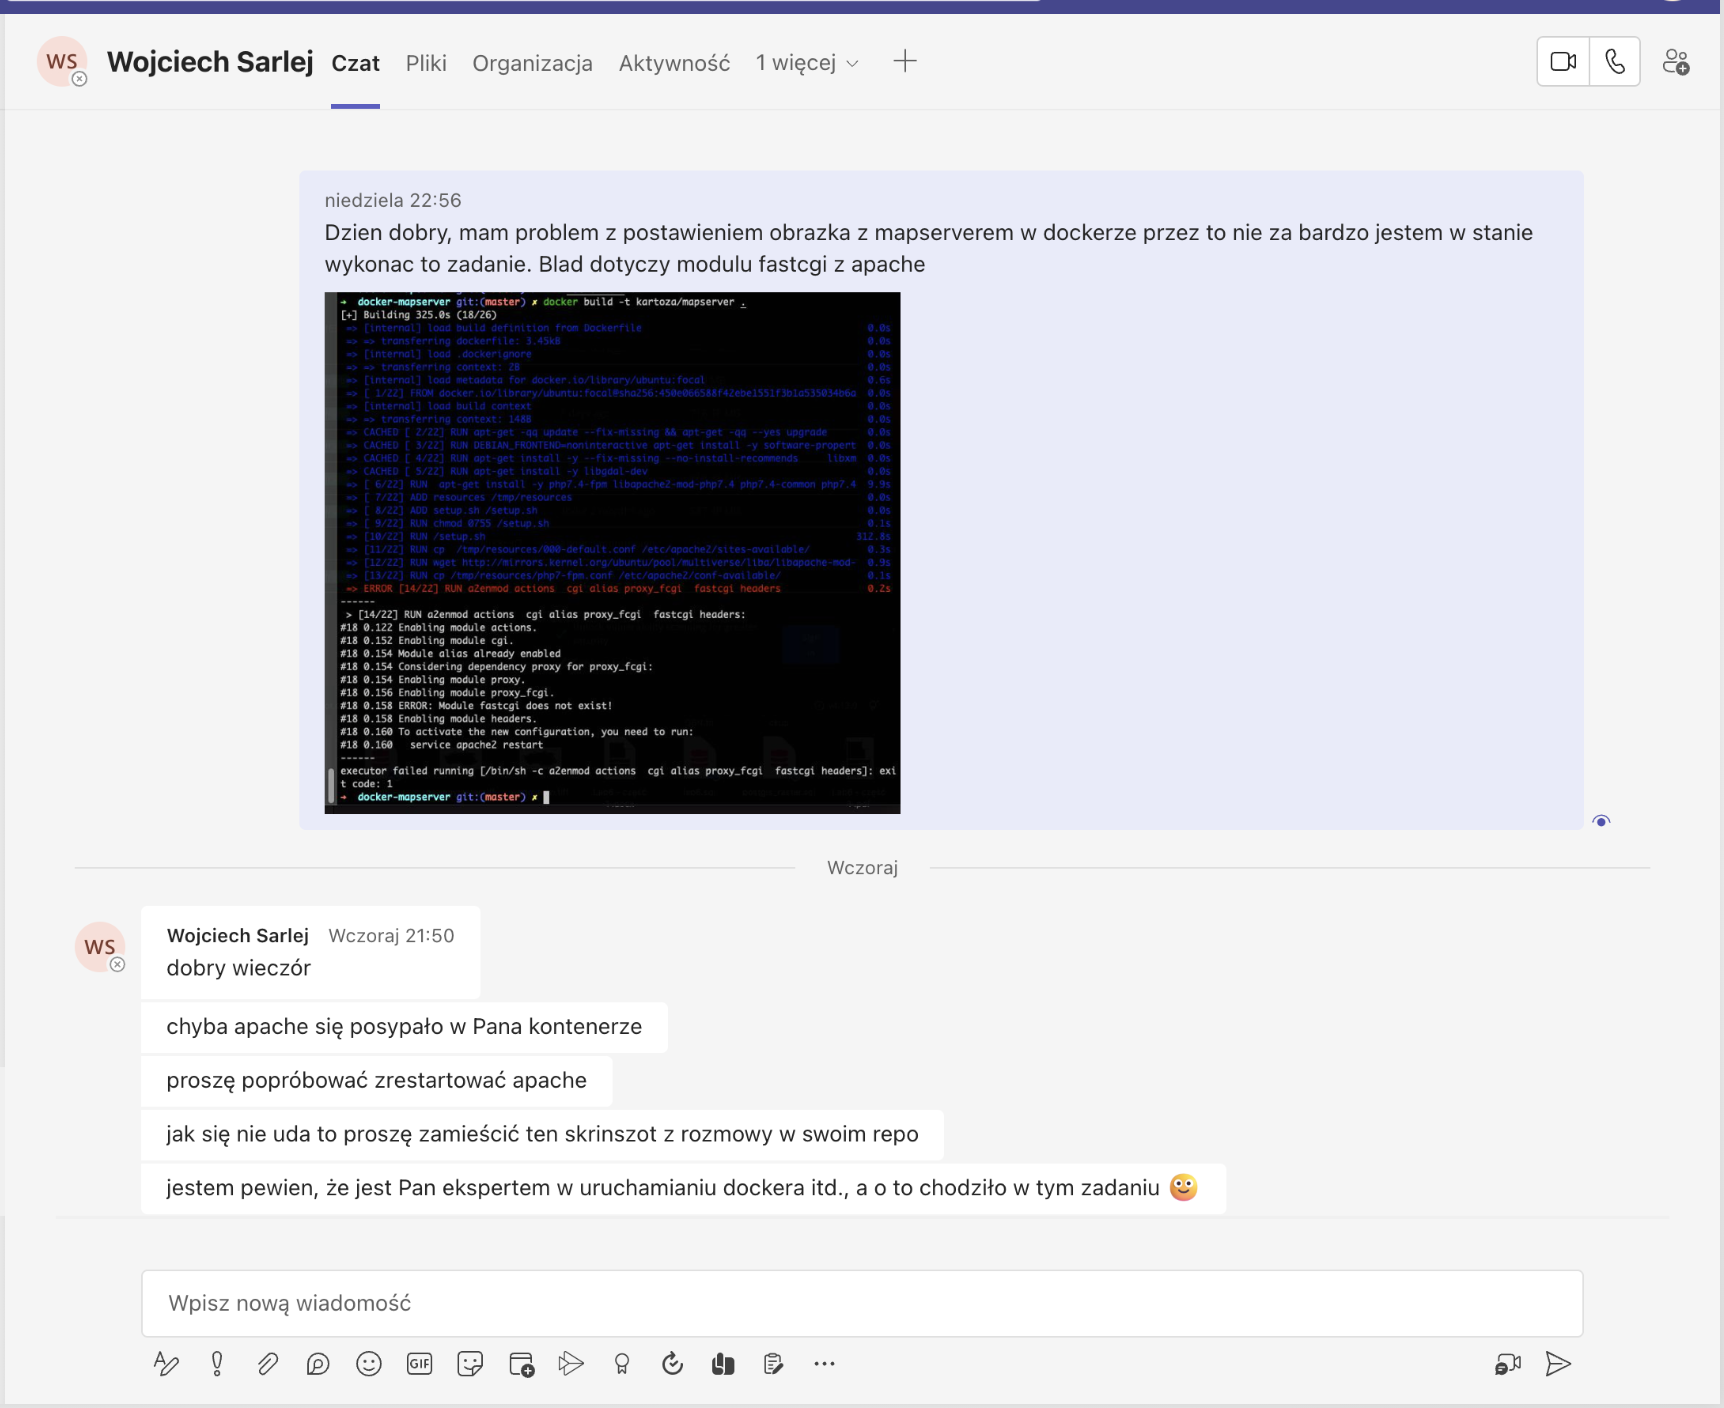 WS
Wojciech Sarlej
Czat
Pliki
Organizacja
Aktywność
1 więcej
niedziela 22:56
Dzien dobry, mam problem z postawieniem obrazka z mapserverem w dockerze przez to nie za bardzo jestem w stanie
wykonac to zadanie. Blad dotyczy modulu fastcgi z apache
→ docker-mapserver git:(master) ✗ docker build -t kartoza/mapserver .
[+] Building 325.0s (18/26)
=> [internal] load build definition from Dockerfile 0.0s
=> => transferring dockerfile: 3.45kB 0.0s
=> [internal] load .dockerignore 0.0s
=> => transferring context: 2B 0.0s
=> [internal] load metadata for docker.io/library/ubuntu:focal 0.6s
=> [ 1/22] FROM docker.io/library/ubuntu:focal@sha256:450e066588f42ebe1551f3b1a535034b6a 0.0s
=> [internal] load build context 0.0s
=> => transferring context: 148B 0.0s
=> CACHED [ 2/22] RUN apt-get -qq update --fix-missing && apt-get -qq --yes upgrade 0.0s
=> CACHED [ 3/22] RUN DEBIAN_FRONTEND=noninteractive apt-get install -y software-propert 0.0s
=> CACHED [ 4/22] RUN apt-get install -y --fix-missing --no-install-recommends libxm 0.0s
=> CACHED [ 5/22] RUN apt-get install -y libgdal-dev 0.0s
=> [ 6/22] RUN apt-get install -y php7.4-fpm libapache2-mod-php7.4 php7.4-common php7.4 9.9s
=> [ 7/22] ADD resources /tmp/resources 0.0s
=> [ 8/22] ADD setup.sh /setup.sh 0.0s
=> [ 9/22] RUN chmod 0755 /setup.sh 0.1s
=> [10/22] RUN /setup.sh 312.8s
=> [11/22] RUN cp /tmp/resources/000-default.conf /etc/apache2/sites-available/ 0.3s
=> [12/22] RUN wget http://mirrors.kernel.org/ubuntu/pool/multiverse/liba/libapache-mod- 0.9s
=> [13/22] RUN cp /tmp/resources/php7-fpm.conf /etc/apache2/conf-available/ 0.1s
=> ERROR [14/22] RUN a2enmod actions cgi alias proxy_fcgi fastcgi headers 0.2s
------
> [14/22] RUN a2enmod actions cgi alias proxy_fcgi fastcgi headers:
#18 0.122 Enabling module actions.
#18 0.152 Enabling module cgi.
#18 0.154 Module alias already enabled
#18 0.154 Considering dependency proxy for proxy_fcgi:
#18 0.154 Enabling module proxy.
#18 0.156 Enabling module proxy_fcgi.
#18 0.158 ERROR: Module fastcgi does not exist!
#18 0.158 Enabling module headers.
#18 0.160 To activate the new configuration, you need to run:
#18 0.160 service apache2 restart
------
executor failed running [/bin/sh -c a2enmod actions cgi alias proxy_fcgi fastcgi headers]: exi
t code: 1
→ docker-mapserver git:(master) ✗
Wczoraj
WS
Wojciech Sarlej Wczoraj 21:50
dobry wieczór
chyba apache się posypało w Pana kontenerze
proszę popróbować zrestartować apache
jak się nie uda to proszę zamieścić ten skrinszot z rozmowy w swoim repo
jestem pewien, że jest Pan ekspertem w uruchamianiu dockera itd., a o to chodziło w tym zadaniu
Wpisz nową wiadomość
GIF